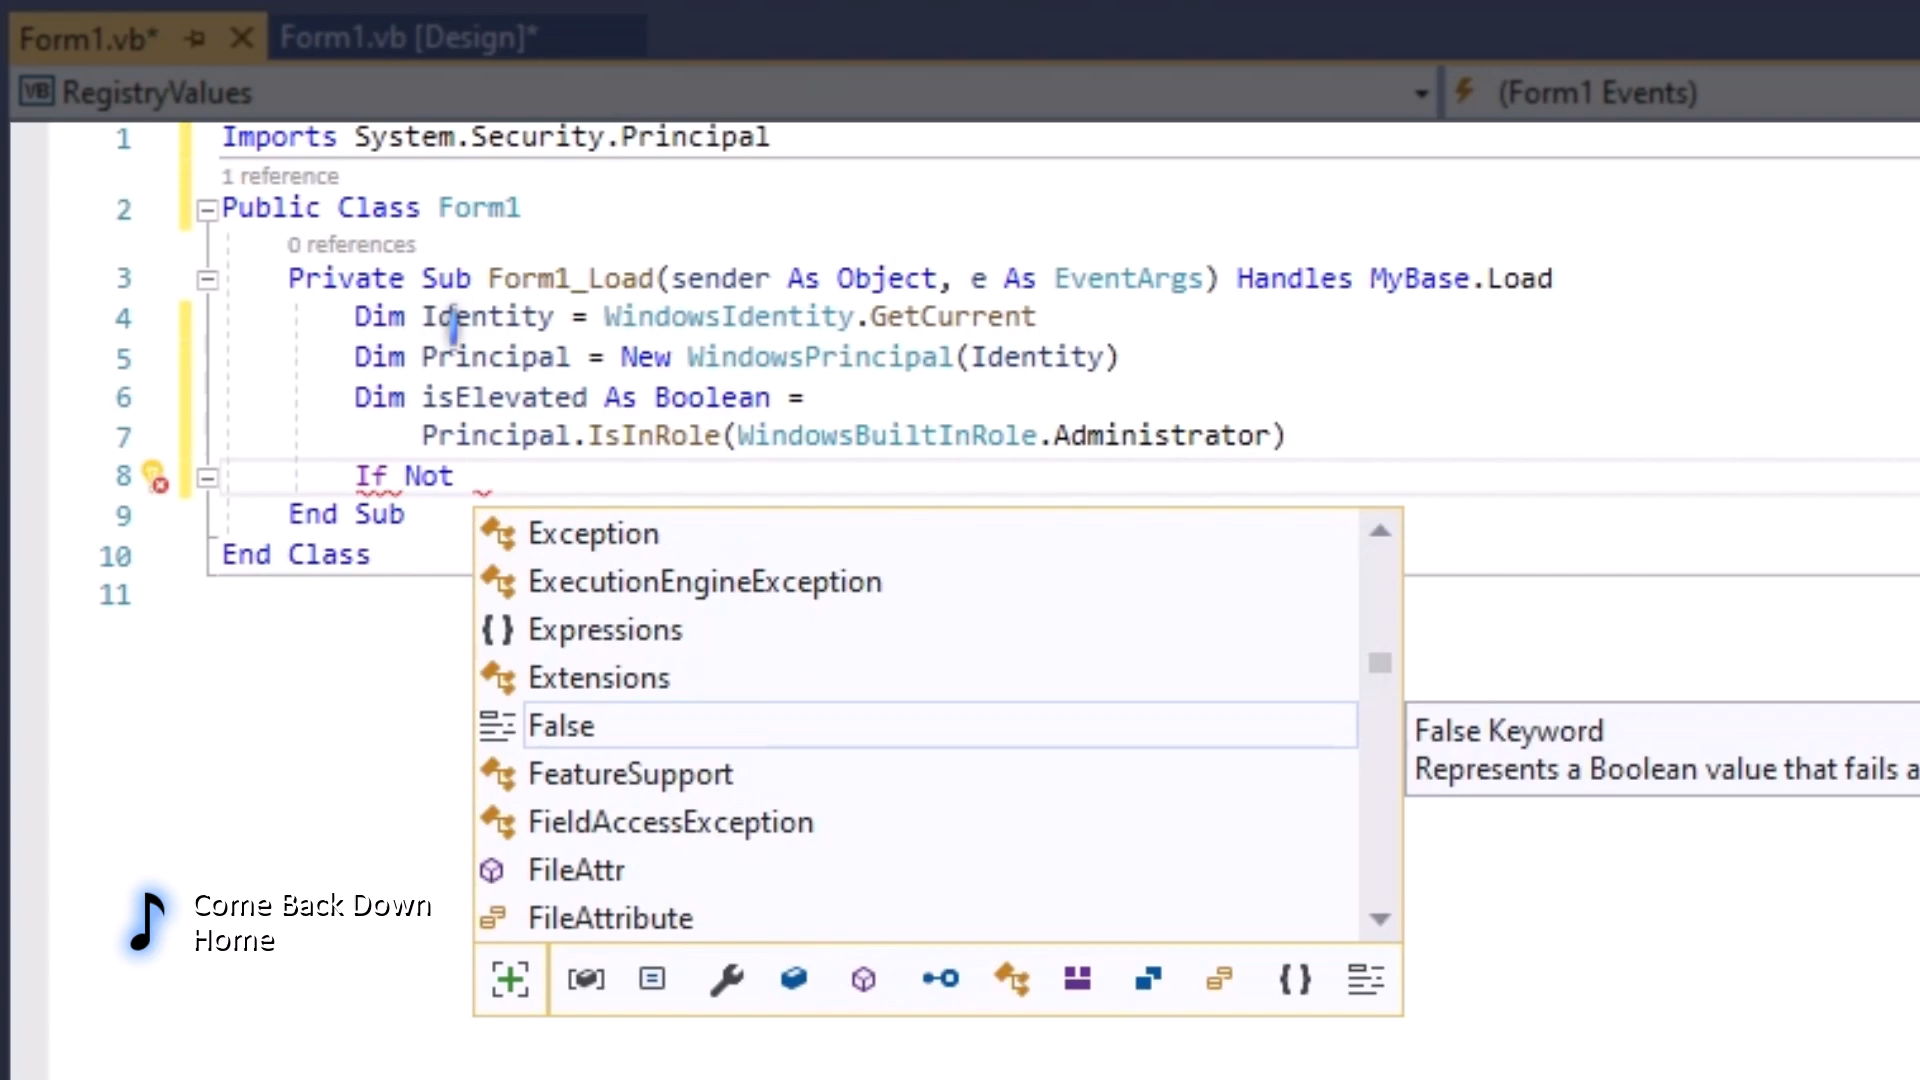 Form1.vb*
Form1.vb [Design]*
VB RegistryValues
(Form1 Events)
1 Imports System.Security.Principal
1 reference
2 Public Class Form1
0 references
3 Private Sub Form1_Load(sender As Object, e As EventArgs) Handles MyBase.Load
4 Dim Identity = WindowsIdentity.GetCurrent
5 Dim Principal = New WindowsPrincipal(Identity)
6 Dim isElevated As Boolean =
7 Principal.IsInRole(WindowsBuiltInRole.Administrator)
8 If Not
9 End Sub
10 End Class
11
Exception
ExecutionEngineException
Expressions
Extensions
False
FeatureSupport
FieldAccessException
FileAttr
FileAttribute
False Keyword
Represents a Boolean value that fails a
Come Back Down
Home